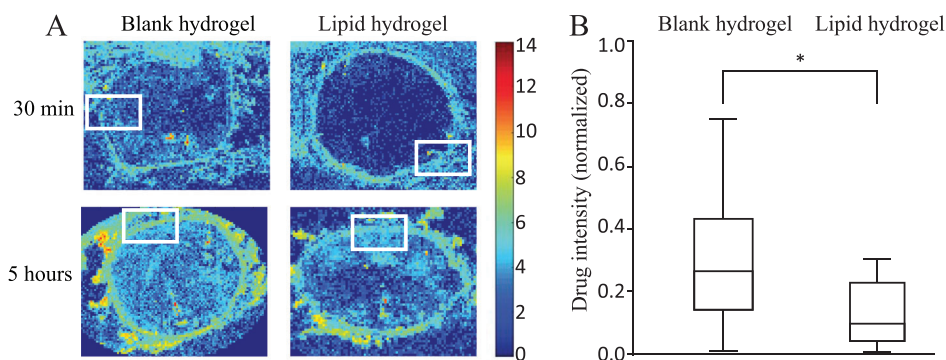 A
Blank hydrogel
Lipid hydrogel
30 min
5 hours
14
12
10
8
6
4
2
0
B
Blank hydrogel
Lipid hydrogel
Drug intensity (normalized)
1.0
0.8
0.6
0.4
0.2
0.0
*